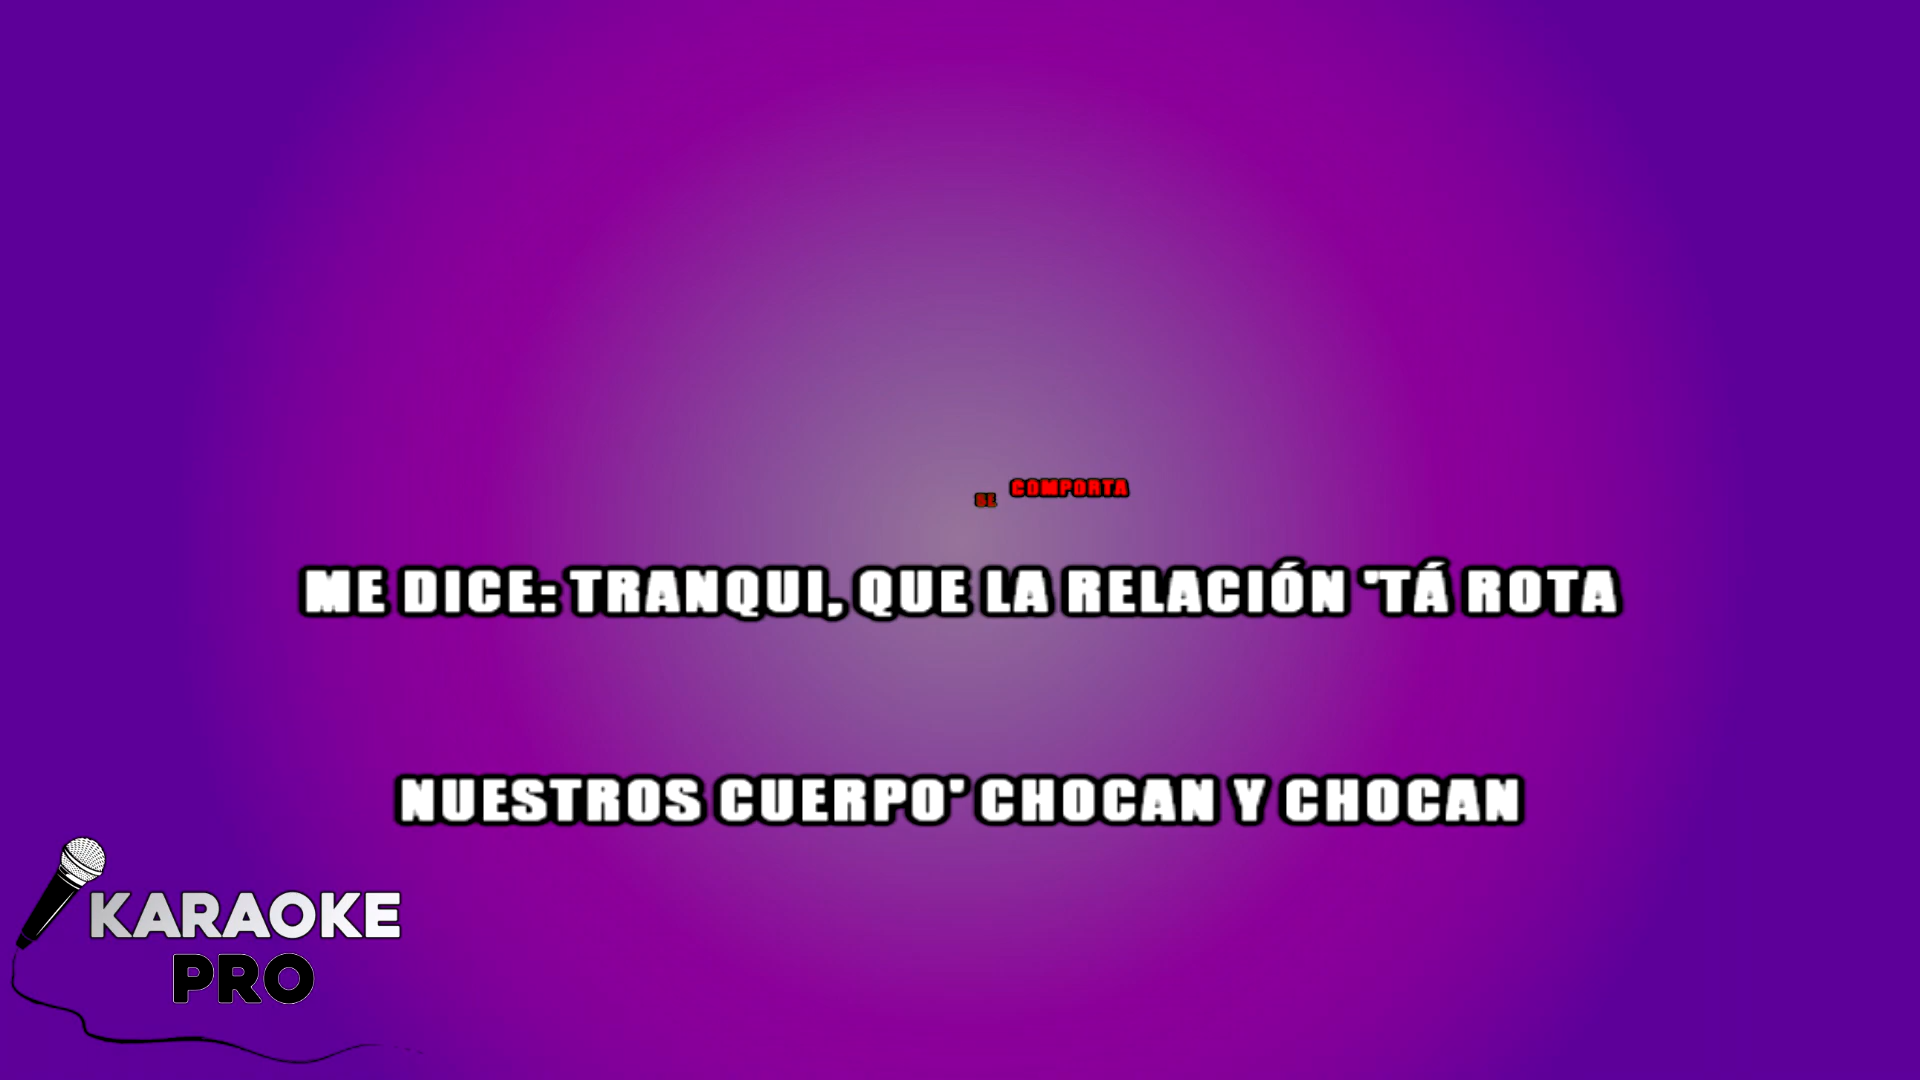 SE COMPORTA
ME DICE: TRANQUI, QUE LA RELACIÓN 'TÁ ROTA
NUESTROS CUERPO' CHOCAN Y CHOCAN
KARAOKE
PRO